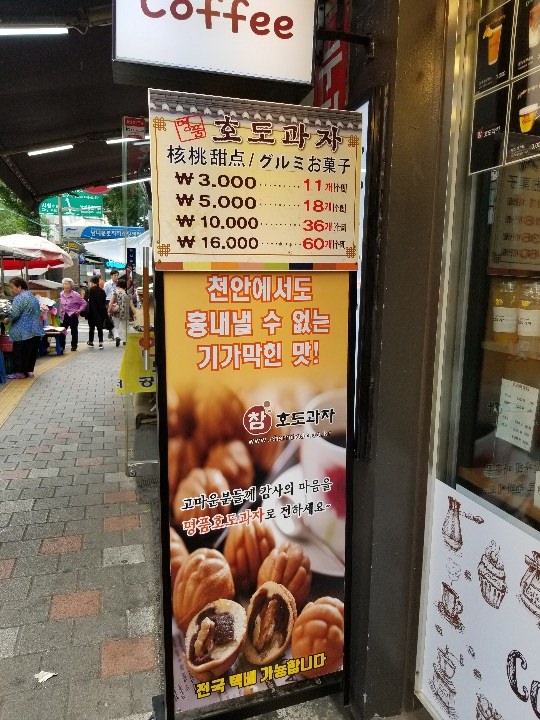 Coffee
명품 호도과자
核桃甜点/グルミお菓子
₩ 3.000 ........ 11개
₩ 5.000 ........ 18개
₩ 10.000 ........ 36개
₩ 16.000 ........ 60개
천안에서도
흉내낼 수 없는
기가막힌 맛!
참 호도과자
고마운분들께 감사의 마음을
명품호도과자로 전하세요~
전국 택배 가능합니다